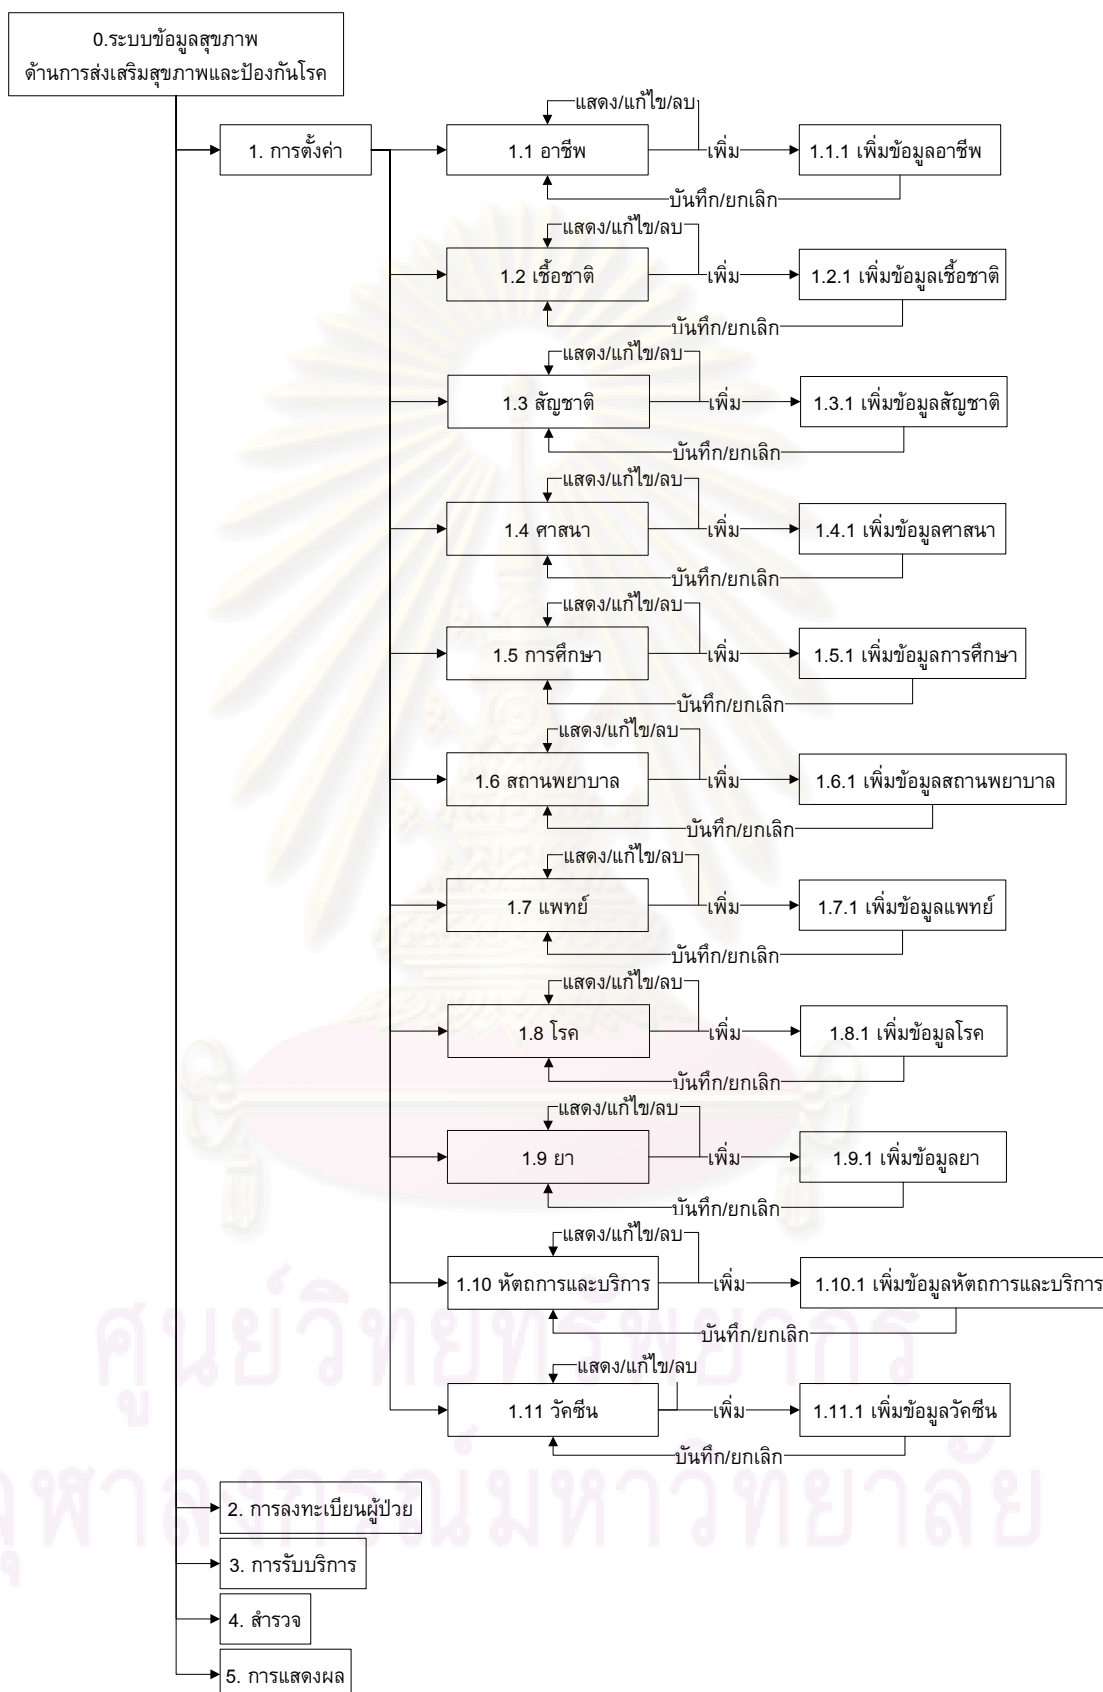 0.ระบบข้อมูลสุขภาพ
ด้านการส่งเสริมสุขภาพและป้องกันโรค
แสดง/แก้ไข/ลบ
1. การตั้งค่า
1.1 อาชีพ
เพิ่ม
1.1.1 เพิ่มข้อมูลอาชีพ
บันทึก/ยกเลิก
แสดง/แก้ไข/ลบ
1.2 เชื้อชาติ
เพิ่ม
1.2.1 เพิ่มข้อมูลเชื้อชาติ
บันทึก/ยกเลิก
แสดง/แก้ไข/ลบ
1.3 สัญชาติ
เพิ่ม
1.3.1 เพิ่มข้อมูลสัญชาติ
บันทึก/ยกเลิก
แสดง/แก้ไข/ลบ
1.4 ศาสนา
เพิ่ม
1.4.1 เพิ่มข้อมูลศาสนา
บันทึก/ยกเลิก
แสดง/แก้ไข/ลบ
1.5 การศึกษา
เพิ่ม
1.5.1 เพิ่มข้อมูลการศึกษา
บันทึก/ยกเลิก
แสดง/แก้ไข/ลบ
1.6 สถานพยาบาล
เพิ่ม
1.6.1 เพิ่มข้อมูลสถานพยาบาล
บันทึก/ยกเลิก
แสดง/แก้ไข/ลบ
1.7 แพทย์
เพิ่ม
1.7.1 เพิ่มข้อมูลแพทย์
บันทึก/ยกเลิก
แสดง/แก้ไข/ลบ
1.8 โรค
เพิ่ม
1.8.1 เพิ่มข้อมูลโรค
บันทึก/ยกเลิก
แสดง/แก้ไข/ลบ
1.9 ยา
เพิ่ม
1.9.1 เพิ่มข้อมูลยา
บันทึก/ยกเลิก
แสดง/แก้ไข/ลบ
1.10 หัตถการและบริการ
เพิ่ม
1.10.1 เพิ่มข้อมูลหัตถการและบริการ
บันทึก/ยกเลิก
ศูนย์วิทยทรัพยากร
แสดง/แก้ไข/ลบ
1.11 วัคซีน
เพิ่ม
1.11.1 เพิ่มข้อมูลวัคซีน
บันทึก/ยกเลิก
จุฬาลงกรณ์มหาวิทยาลัย
2. การลงทะเบียนผู้ป่วย
3. การรับบริการ
4. สำรวจ
5. การแสดงผล